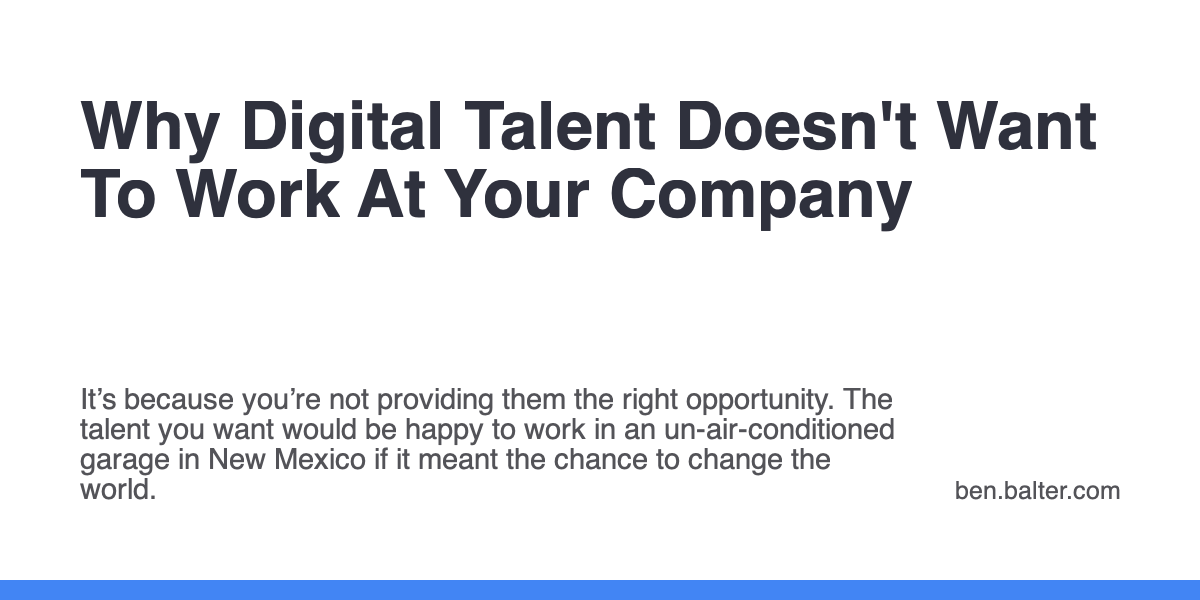 Why Digital Talent Doesn't Want
To Work At Your Company
It’s because you’re not providing them the right opportunity. The
talent you want would be happy to work in an un-air-conditioned
garage in New Mexico if it meant the chance to change the
world.
ben.balter.com